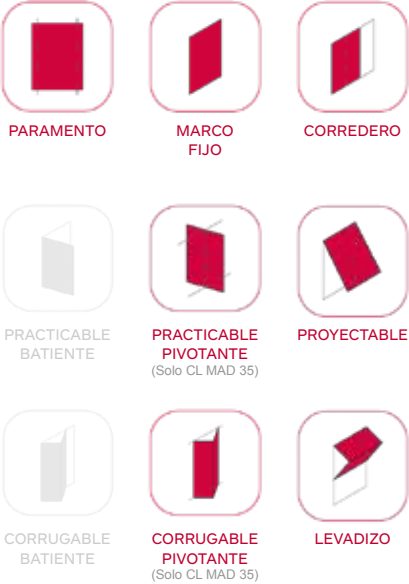 PARAMENTO
MARCO
FIJO
CORREDERO
PRACTICABLE
BATIENTE
PRACTICABLE
PIVOTANTE
(Solo CL MAD 35)
PROYECTABLE
CORRUGABLE
BATIENTE
CORRUGABLE
PIVOTANTE
(Solo CL MAD 35)
LEVADIZO